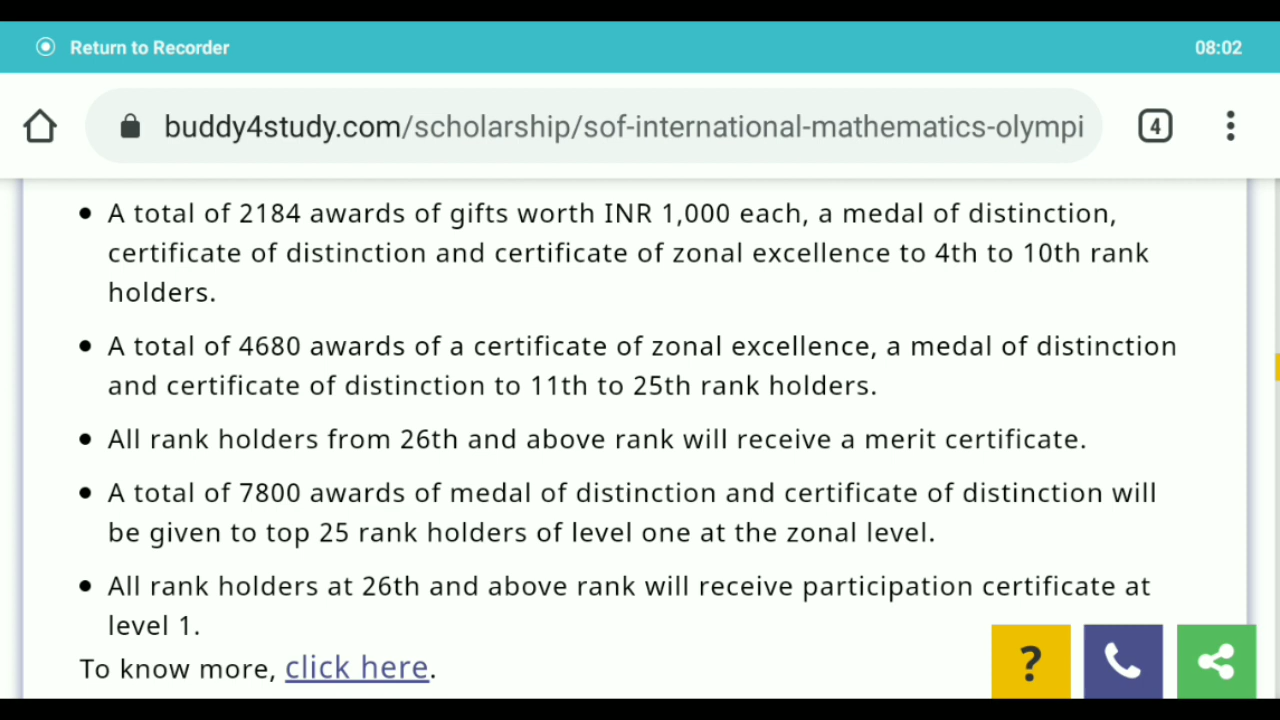 Return to Recorder 08:02
buddy4study.com/scholarship/sof-international-mathematics-olympi 4
• A total of 2184 awards of gifts worth INR 1,000 each, a medal of distinction,
certificate of distinction and certificate of zonal excellence to 4th to 10th rank
holders.
• A total of 4680 awards of a certificate of zonal excellence, a medal of distinction
and certificate of distinction to 11th to 25th rank holders.
• All rank holders from 26th and above rank will receive a merit certificate.
• A total of 7800 awards of medal of distinction and certificate of distinction will
be given to top 25 rank holders of level one at the zonal level.
• All rank holders at 26th and above rank will receive participation certificate at
level 1.
To know more, click here.
?